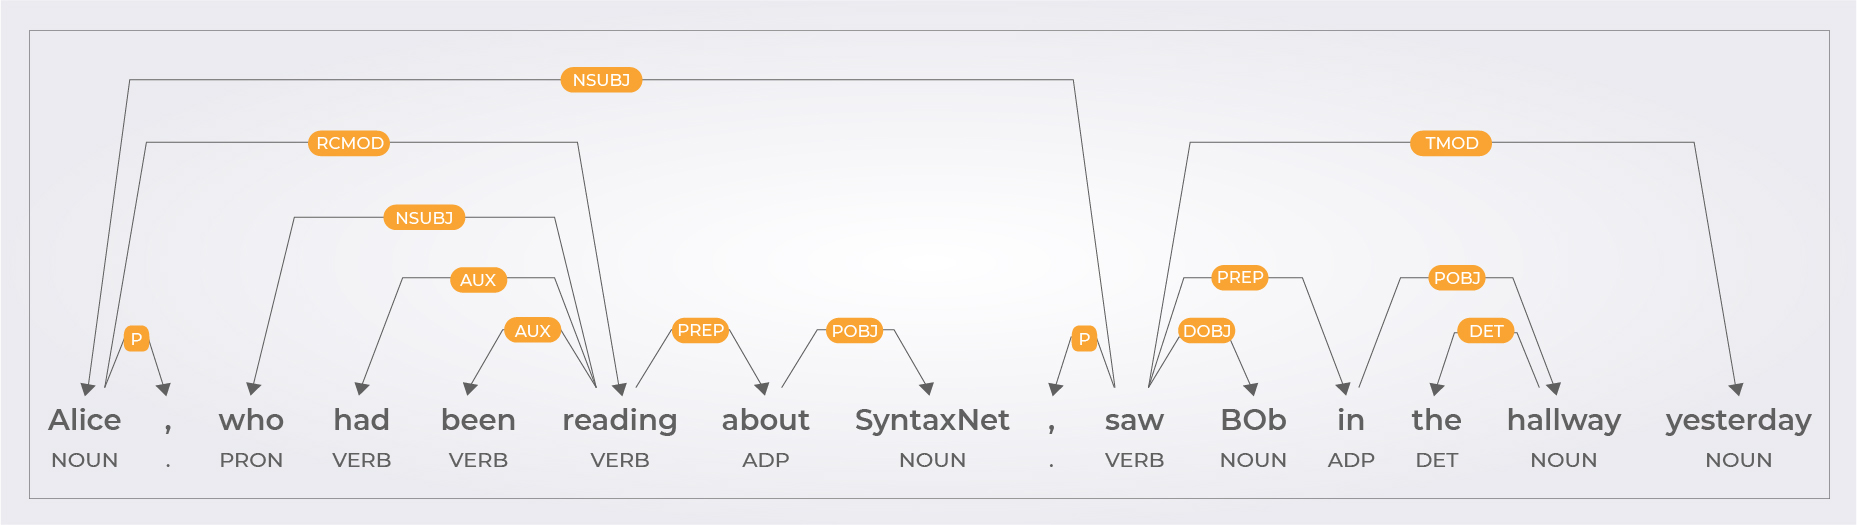 NSUBJ
RCMOD TMOD
NSUBJ
AUX PREP POBJ
P AUX PREP POBJ P DOBJ DET
Alice , who had been reading about SyntaxNet , saw BOb in the hallway yesterday
NOUN . PRON VERB VERB VERB ADP NOUN . VERB NOUN ADP DET NOUN NOUN